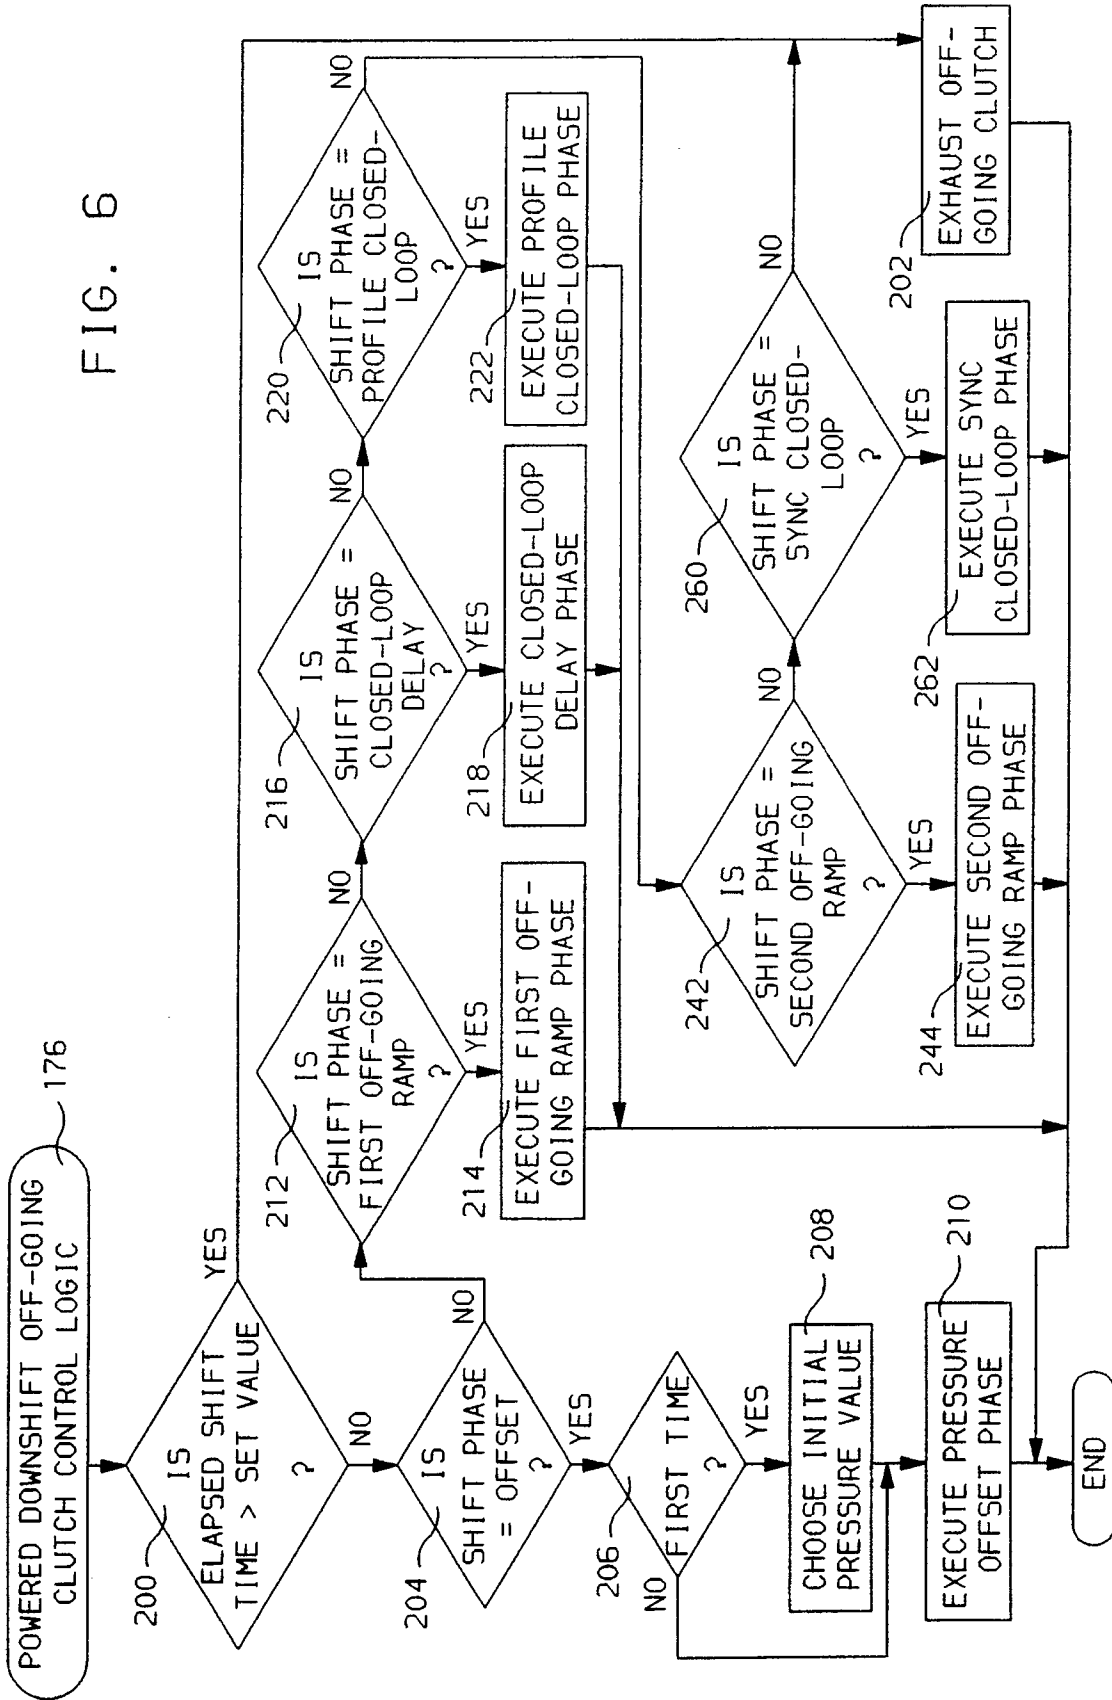 FIG. 6
POWERED DOWNSHIFT OFF-GOING
CLUTCH CONTROL LOGIC
176
200
IS
ELAPSED SHIFT
TIME > SET VALUE
?
YES
NO
204
IS
SHIFT PHASE
= OFFSET
?
NO
YES
206
FIRST TIME
?
NO
YES
208
CHOOSE INITIAL
PRESSURE VALUE
210
EXECUTE PRESSURE
OFFSET PHASE
END
212
IS
SHIFT PHASE =
FIRST OFF-GOING
RAMP
?
NO
YES
214
EXECUTE FIRST OFF-
GOING RAMP PHASE
216
IS
SHIFT PHASE =
CLOSED-LOOP
DELAY
?
NO
YES
218
EXECUTE CLOSED-LOOP
DELAY PHASE
220
IS
SHIFT PHASE =
PROFILE CLOSED-
LOOP
?
NO
YES
222
EXECUTE PROFILE
CLOSED-LOOP PHASE
242
IS
SHIFT PHASE =
SECOND OFF-GOING
RAMP
?
NO
YES
244
EXECUTE SECOND OFF-
GOING RAMP PHASE
260
IS
SHIFT PHASE =
SYNC CLOSED-
LOOP
?
NO
YES
262
EXECUTE SYNC
CLOSED-LOOP PHASE
202
EXHAUST OFF-
GOING CLUTCH